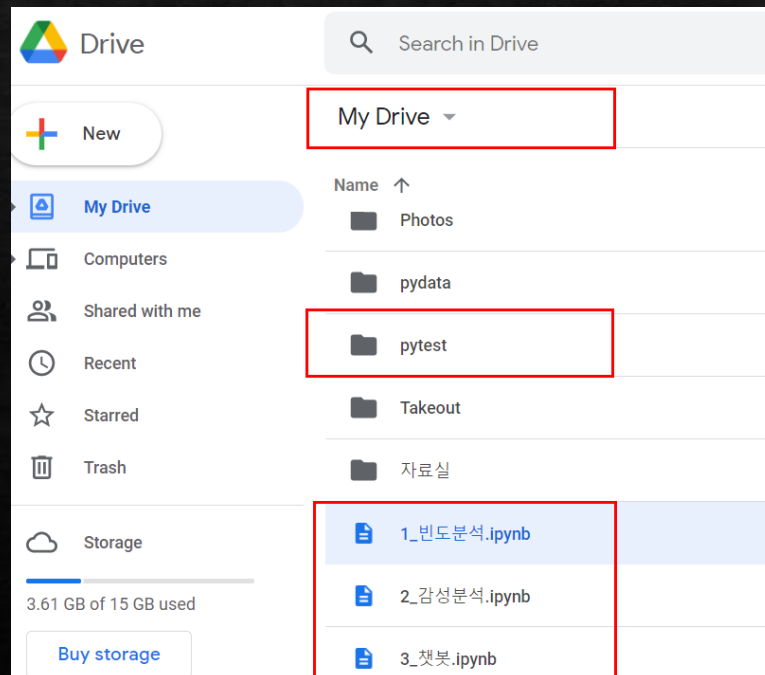 Drive
Search in Drive
New
My Drive
Computers
Shared with me
Recent
Starred
Trash
Storage
3.61 GB of 15 GB used
Buy storage
My Drive
Name
Photos
pydata
pytest
Takeout
자료실
1_빈도분석.ipynb
2_감성분석.ipynb
3_챗봇.ipynb